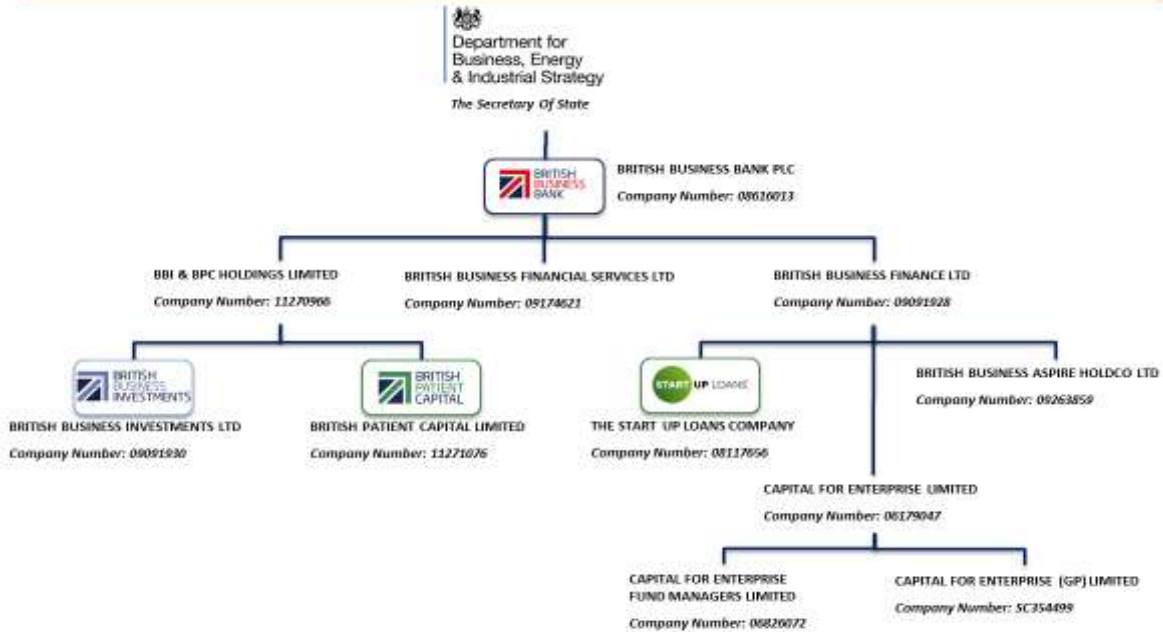 Department for
Business, Energy
& Industrial Strategy
The Secretary Of State
BRITISH
BUSINESS
BANK
BRITISH BUSINESS BANK PLC
Company Number: 08616013
BBI & BPC HOLDINGS LIMITED
Company Number: 11270966
BRITISH BUSINESS FINANCIAL SERVICES LTD
Company Number: 09174621
BRITISH BUSINESS FINANCE LTD
Company Number: 09091928
BRITISH
BUSINESS
INVESTMENTS
BRITISH BUSINESS INVESTMENTS LTD
Company Number: 09091930
BRITISH
PATIENT
CAPITAL
BRITISH PATIENT CAPITAL LIMITED
Company Number: 11271076
START UP LOANS
THE START UP LOANS COMPANY
Company Number: 08117656
BRITISH BUSINESS ASPIRE HOLDCO LTD
Company Number: 09263859
CAPITAL FOR ENTERPRISE LIMITED
Company Number: 06179047
CAPITAL FOR ENTERPRISE
FUND MANAGERS LIMITED
Company Number: 06826072
CAPITAL FOR ENTERPRISE (GP) LIMITED
Company Number: SC354499